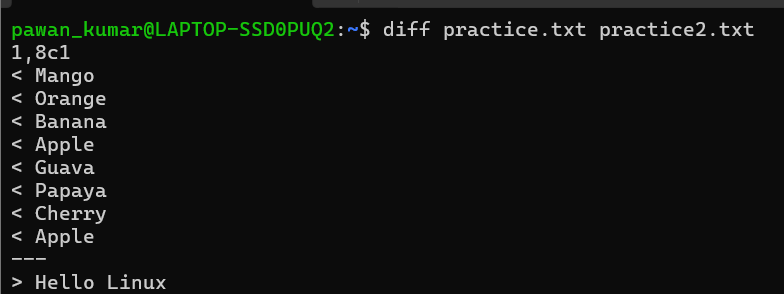 pawan_kumar@LAPTOP-SSD0PUQ2:~$ diff practice.txt practice2.txt
1,8c1
< Mango
< Orange
< Banana
< Apple
< Guava
< Papaya
< Cherry
< Apple
---
> Hello Linux